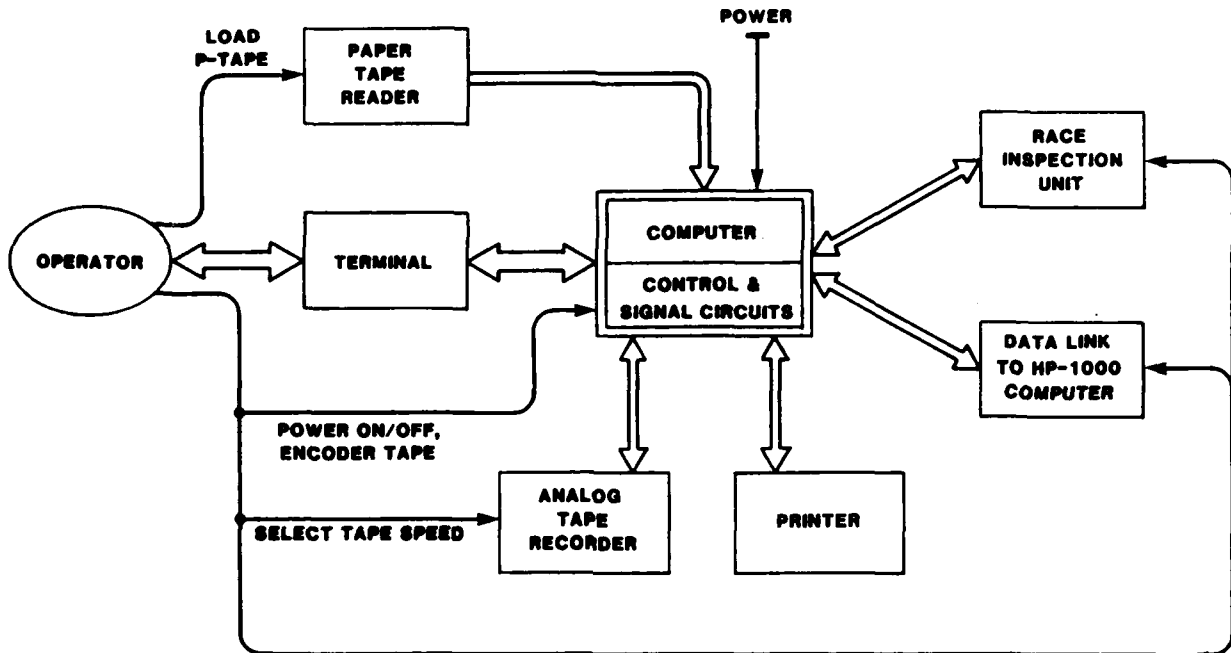 POWER
LOAD
P-TAPE
PAPER
TAPE
READER
RACE
INSPECTION
UNIT
OPERATOR
TERMINAL
COMPUTER
CONTROL &
SIGNAL CIRCUITS
DATA LINK
TO HP-1000
COMPUTER
POWER ON/OFF,
ENCODER TAPE
SELECT TAPE SPEED
ANALOG
TAPE
RECORDER
PRINTER